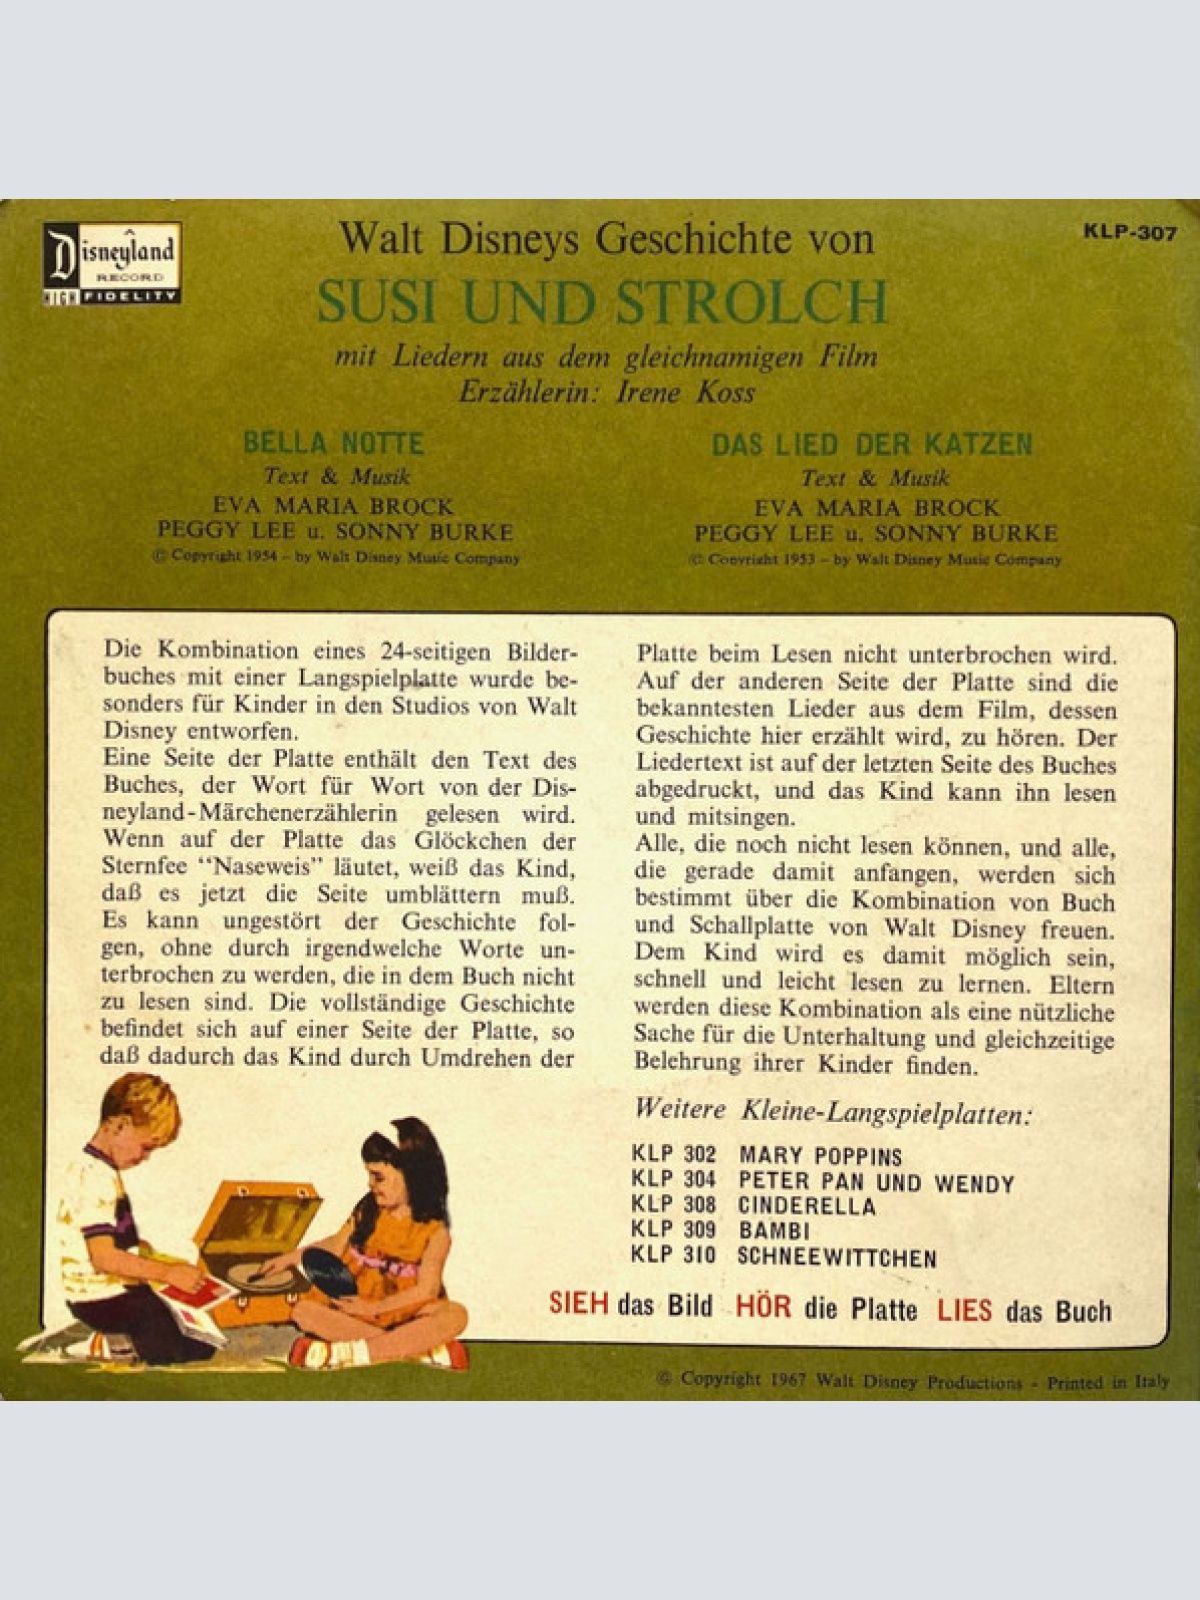 Disneyland
RECORD
HIGH FIDELITY
Walt Disneys Geschichte von
KLP-307
SUSI UND STROLCH
mit Liedern aus dem gleichnamigen Film
Erzählerin: Irene Koss
BELLA NOTTE
Text & Musik
EVA MARIA BROCK
PEGGY LEE u. SONNY BURKE
© Copyright 1954 – by Walt Disney Music Company
DAS LIED DER KATZEN
Text & Musik
EVA MARIA BROCK
PEGGY LEE u. SONNY BURKE
© Copyright 1953 – by Walt Disney Music Company
Die Kombination eines 24-seitigen Bilder-
buches mit einer Langspielplatte wurde be-
sonders für Kinder in den Studios von Walt
Disney entworfen.
Eine Seite der Platte enthält den Text des
Buches, der Wort für Wort von der Dis-
neyland-Märchenerzählerin gelesen wird.
Wenn auf der Platte das Glöckchen der
Sternfee “Naseweis” läutet, weiß das Kind,
daß es jetzt die Seite umblättern muß.
Es kann ungestört der Geschichte fol-
gen, ohne durch irgendwelche Worte un-
terbrochen zu werden, die in dem Buch nicht
zu lesen sind. Die vollständige Geschichte
befindet sich auf einer Seite der Platte, so
daß dadurch das Kind durch Umdrehen der
Platte beim Lesen nicht unterbrochen wird.
Auf der anderen Seite der Platte sind die
bekanntesten Lieder aus dem Film, dessen
Geschichte hier erzählt wird, zu hören. Der
Liedertext ist auf der letzten Seite des Buches
abgedruckt, und das Kind kann ihn lesen
und mitsingen.
Alle, die noch nicht lesen können, und alle,
die gerade damit anfangen, werden sich
bestimmt über die Kombination von Buch
und Schallplatte von Walt Disney freuen.
Dem Kind wird es damit möglich sein,
schnell und leicht lesen zu lernen. Eltern
werden diese Kombination als eine nützliche
Sache für die Unterhaltung und gleichzeitige
Belehrung ihrer Kinder finden.
Weitere Kleine-Langspielplatten:
KLP 302 MARY POPPINS
KLP 304 PETER PAN UND WENDY
KLP 308 CINDERELLA
KLP 309 BAMBI
KLP 310 SCHNEEWITTCHEN
SIEH das Bild HÖR die Platte LIES das Buch
© Copyright 1967 Walt Disney Productions - Printed in Italy